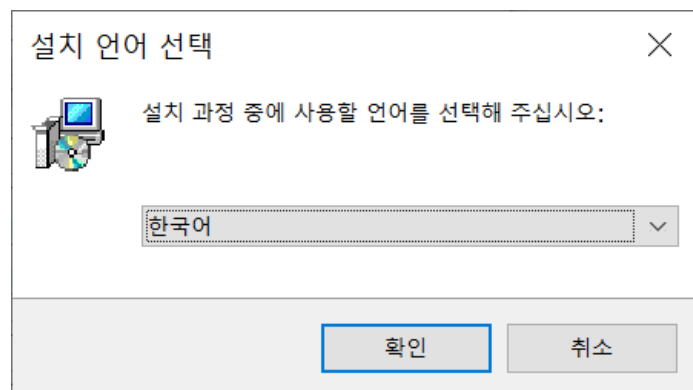 설치 언어 선택
설치 과정 중에 사용할 언어를 선택해 주십시오:
한국어
확인
취소